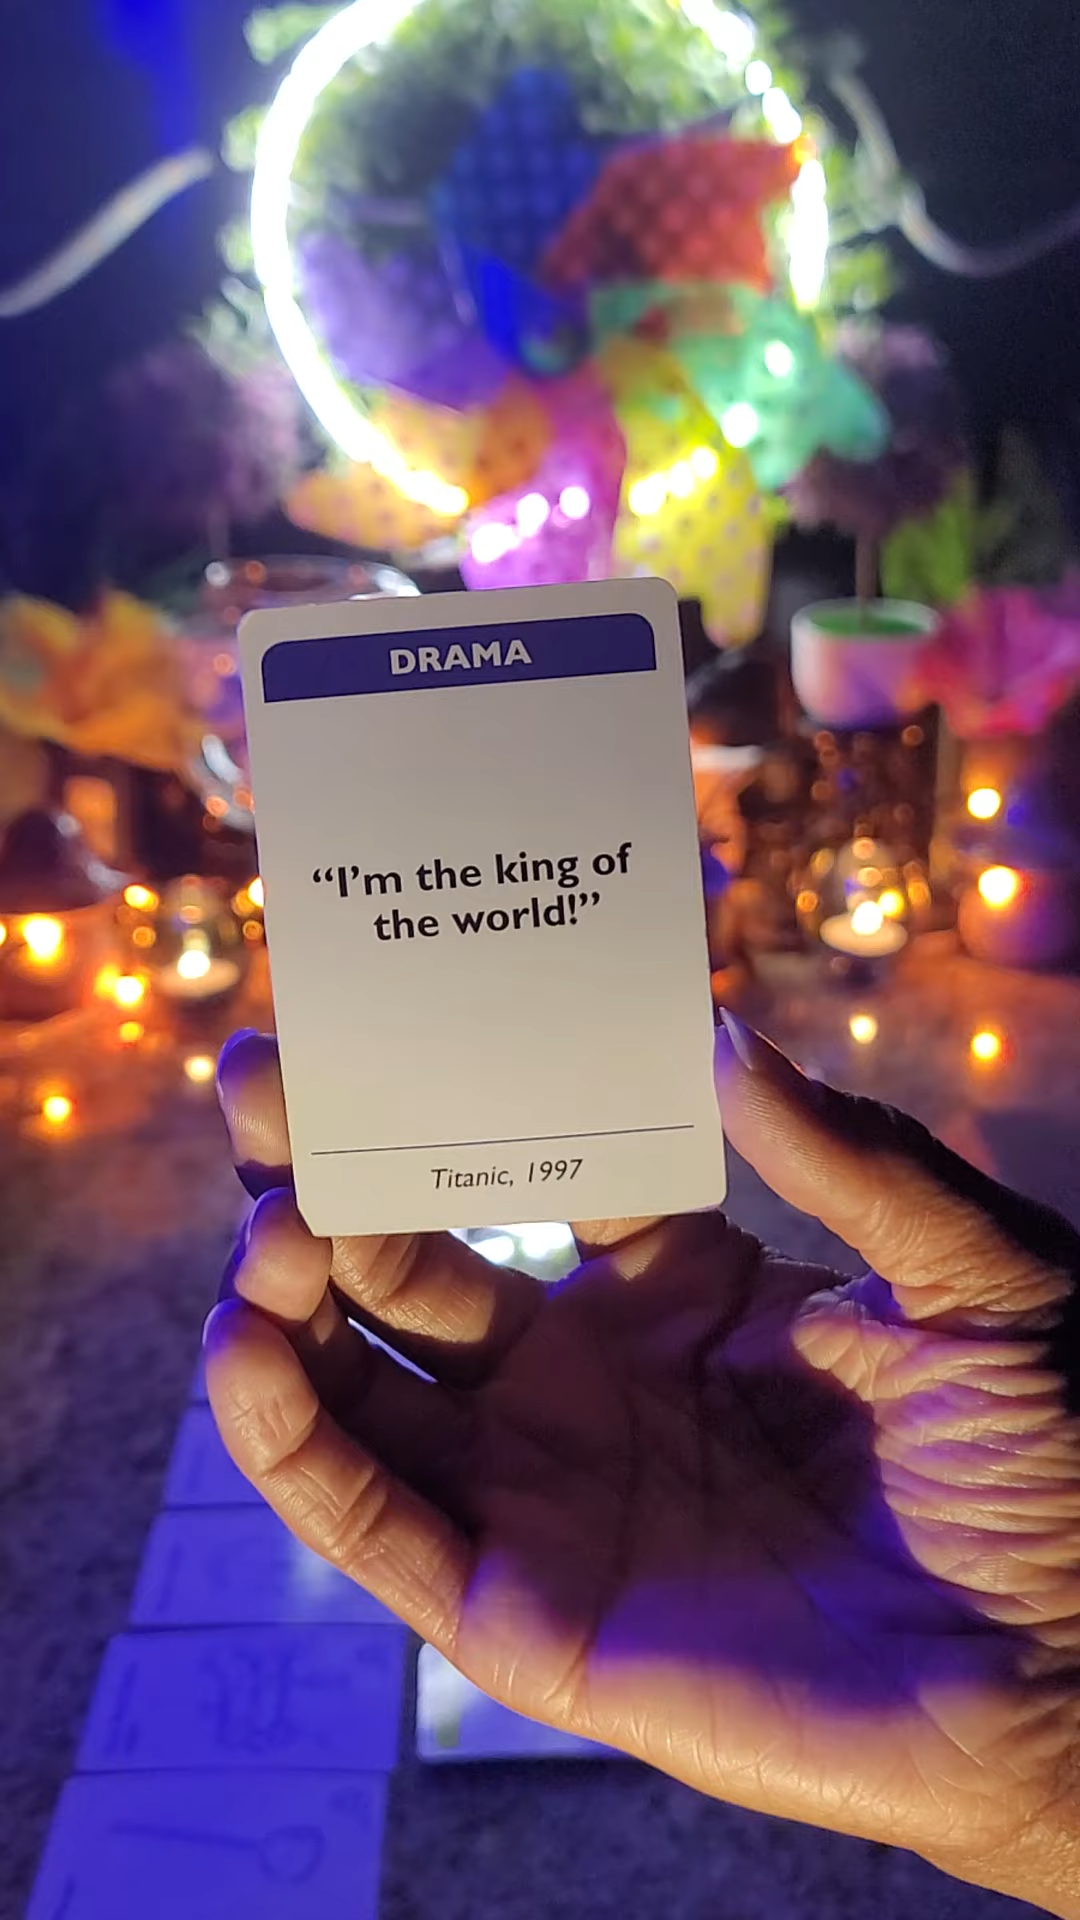 DRAMA
“I’m the king of
the world!”
Titanic, 1997